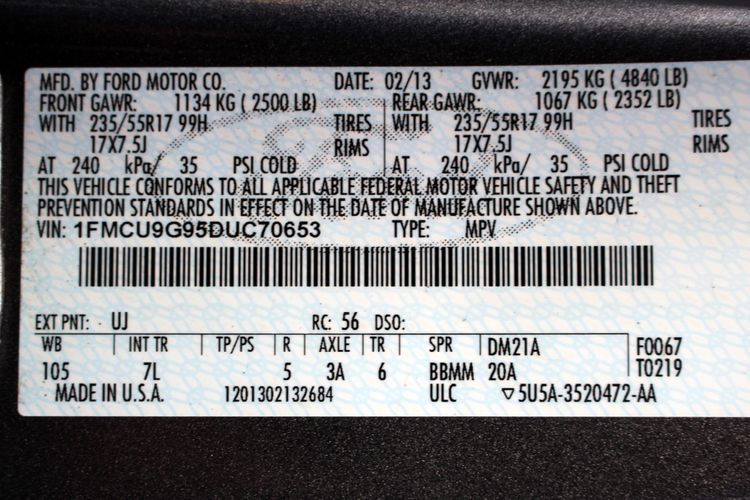 MFD. BY FORD MOTOR CO. DATE: 02/13 GVWR: 2195 KG ( 4840 LB)
FRONT GAWR: 1134 KG ( 2500 LB) REAR GAWR: 1067 KG ( 2352 LB)
WITH 235/55R17 99H TIRES WITH 235/55R17 99H TIRES
17X7.5J RIMS 17X7.5J RIMS
AT 240 kPa/ 35 PSI COLD AT 240 kPa/ 35 PSI COLD
THIS VEHICLE CONFORMS TO ALL APPLICABLE FEDERAL MOTOR VEHICLE SAFETY AND THEFT
PREVENTION STANDARDS IN EFFECT ON THE DATE OF MANUFACTURE SHOWN ABOVE.
VIN: 1FMCU9G95DUC70653 TYPE: MPV
EXT PNT: UJ RC: 56 DSO:
WB INT TR TP/PS R AXLE TR SPR DM21A F0067
105 7L 5 3A 6 BBMM 20A T0219
MADE IN U.S.A. 1201302132684 ULC ▽5U5A-3520472-AA